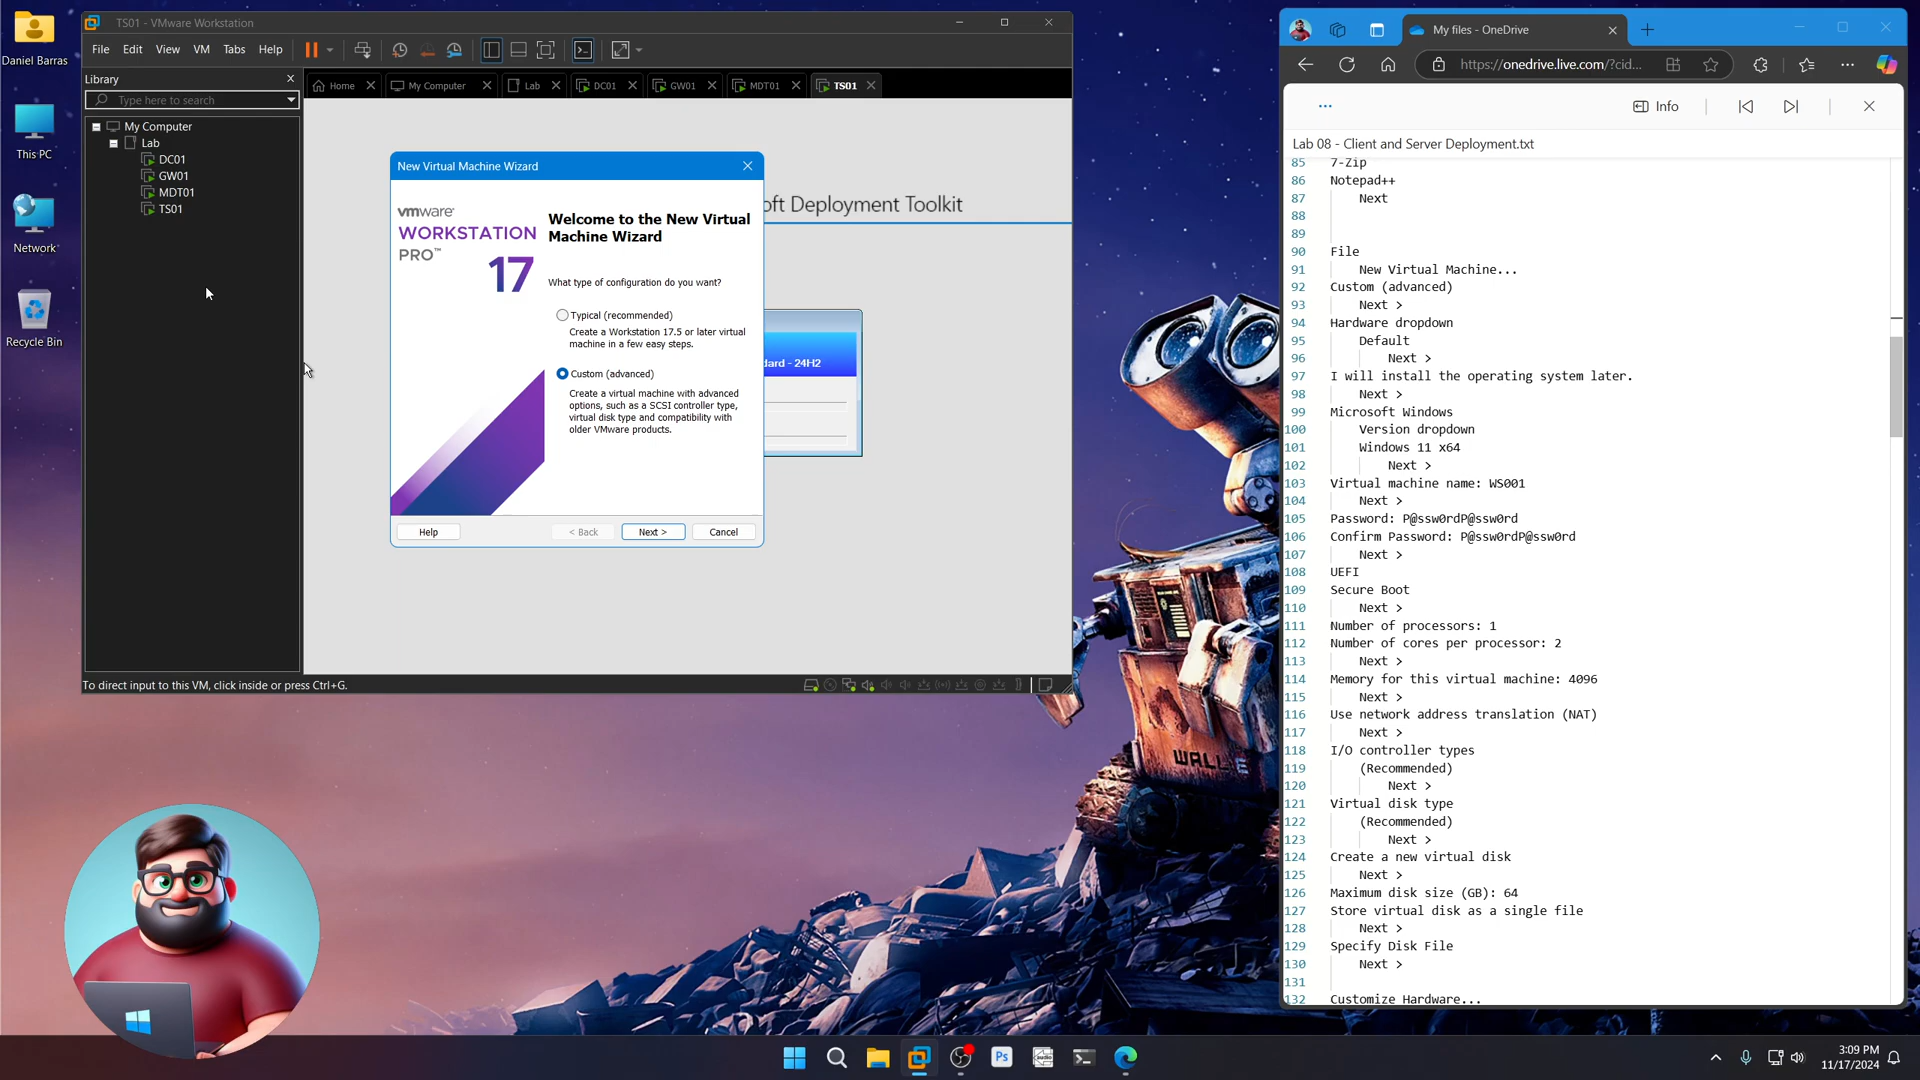 Daniel Barras
This PC
Network
Recycle Bin
TS01 - VMware Workstation
File Edit View VM Tabs Help
Library
Type here to search
My Computer
Lab
DC01
GW01
MDT01
TS01
Home
My Computer
Lab
DC01
GW01
MDT01
TS01
oft Deployment Toolkit
dard - 24H2
New Virtual Machine Wizard
vmware
WORKSTATION
PRO™
17
Welcome to the New Virtual
Machine Wizard
What type of configuration do you want?
Typical (recommended)
Create a Workstation 17.5 or later virtual
machine in a few easy steps.
Custom (advanced)
Create a virtual machine with advanced
options, such as a SCSI controller type,
virtual disk type and compatibility with
older VMware products.
Help
< Back
Next >
Cancel
To direct input to this VM, click inside or press Ctrl+G.
WALL·E
My files - OneDrive
https://onedrive.live.com/?cid...
Info
Lab 08 - Client and Server Deployment.txt
85 7-Zip
86 Notepad++
87 Next
88
89
90 File
91 New Virtual Machine...
92 Custom (advanced)
93 Next >
94 Hardware dropdown
95 Default
96 Next >
97 I will install the operating system later.
98 Next >
99 Microsoft Windows
100 Version dropdown
101 Windows 11 x64
102 Next >
103 Virtual machine name: WS001
104 Next >
105 Password: P@ssw0rdP@ssw0rd
106 Confirm Password: P@ssw0rdP@ssw0rd
107 Next >
108 UEFI
109 Secure Boot
110 Next >
111 Number of processors: 1
112 Number of cores per processor: 2
113 Next >
114 Memory for this virtual machine: 4096
115 Next >
116 Use network address translation (NAT)
117 Next >
118 I/O controller types
119 (Recommended)
120 Next >
121 Virtual disk type
122 (Recommended)
123 Next >
124 Create a new virtual disk
125 Next >
126 Maximum disk size (GB): 64
127 Store virtual disk as a single file
128 Next >
129 Specify Disk File
130 Next >
131
132 Customize Hardware...
Ps
3:09 PM
11/17/2024